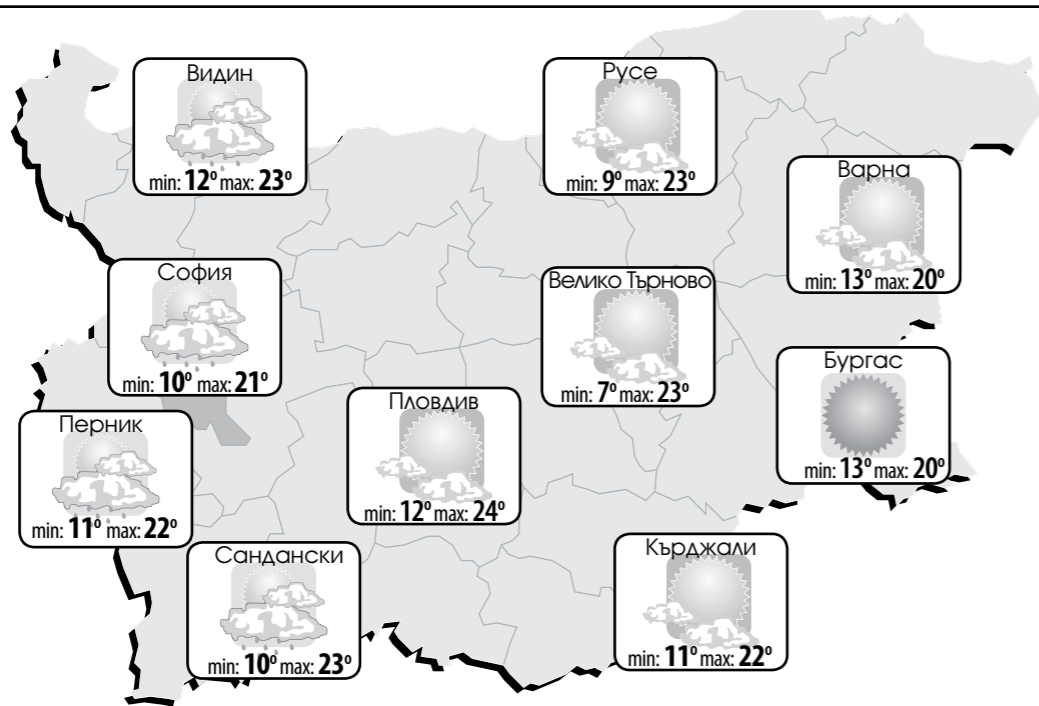 Видин
min: 12° max: 23°
Русе
min: 9° max: 23°
Варна
min: 13° max: 20°
София
min: 10° max: 21°
Велико Търново
min: 7° max: 23°
Бургас
min: 13° max: 20°
Пловдив
min: 12° max: 24°
Перник
min: 11° max: 22°
Сандански
min: 10° max: 23°
Кърджали
min: 11° max: 22°